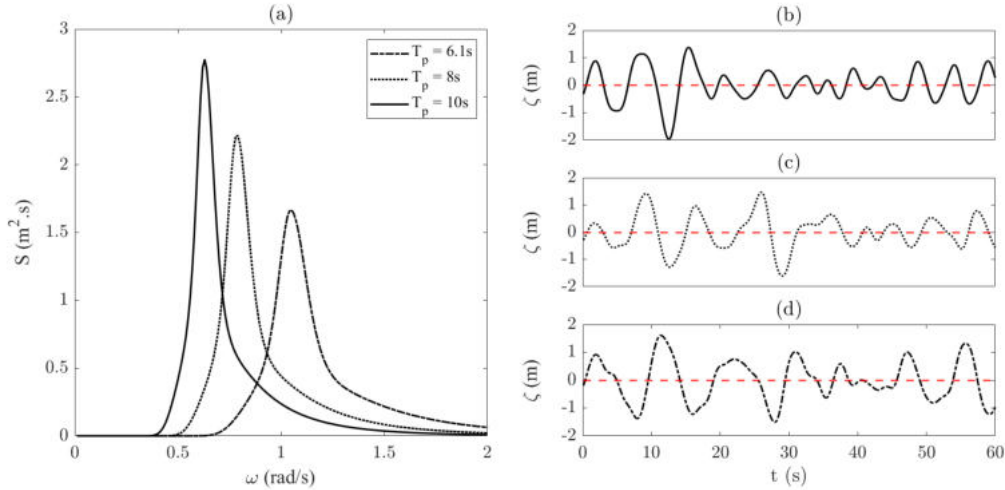 (a)
3
2.5
2
1.5
1
0.5
0
S (m².s)
0
0.5
1
1.5
2
ω (rad/s)
T_p = 6.1s
T_p = 8s
T_p = 10s
(b)
2
1
0
-1
-2
ζ (m)
(c)
2
1
0
-1
-2
ζ (m)
(d)
2
1
0
-1
-2
ζ (m)
0
10
20
30
40
50
60
t (s)